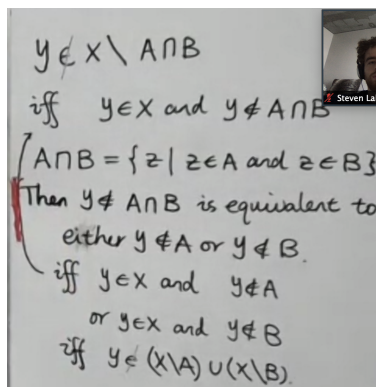 y ∉ X \ A∩B
iff y∈X and y∉ A∩B
A∩B = {z | z∈A and z∈B}
Then y∉ A∩B is equivalent to
either y∉A or y∉B.
iff y∈X and y∉A
or y∈X and y∉B
iff y∈ (X\A) ∪ (X\B).
Steven La